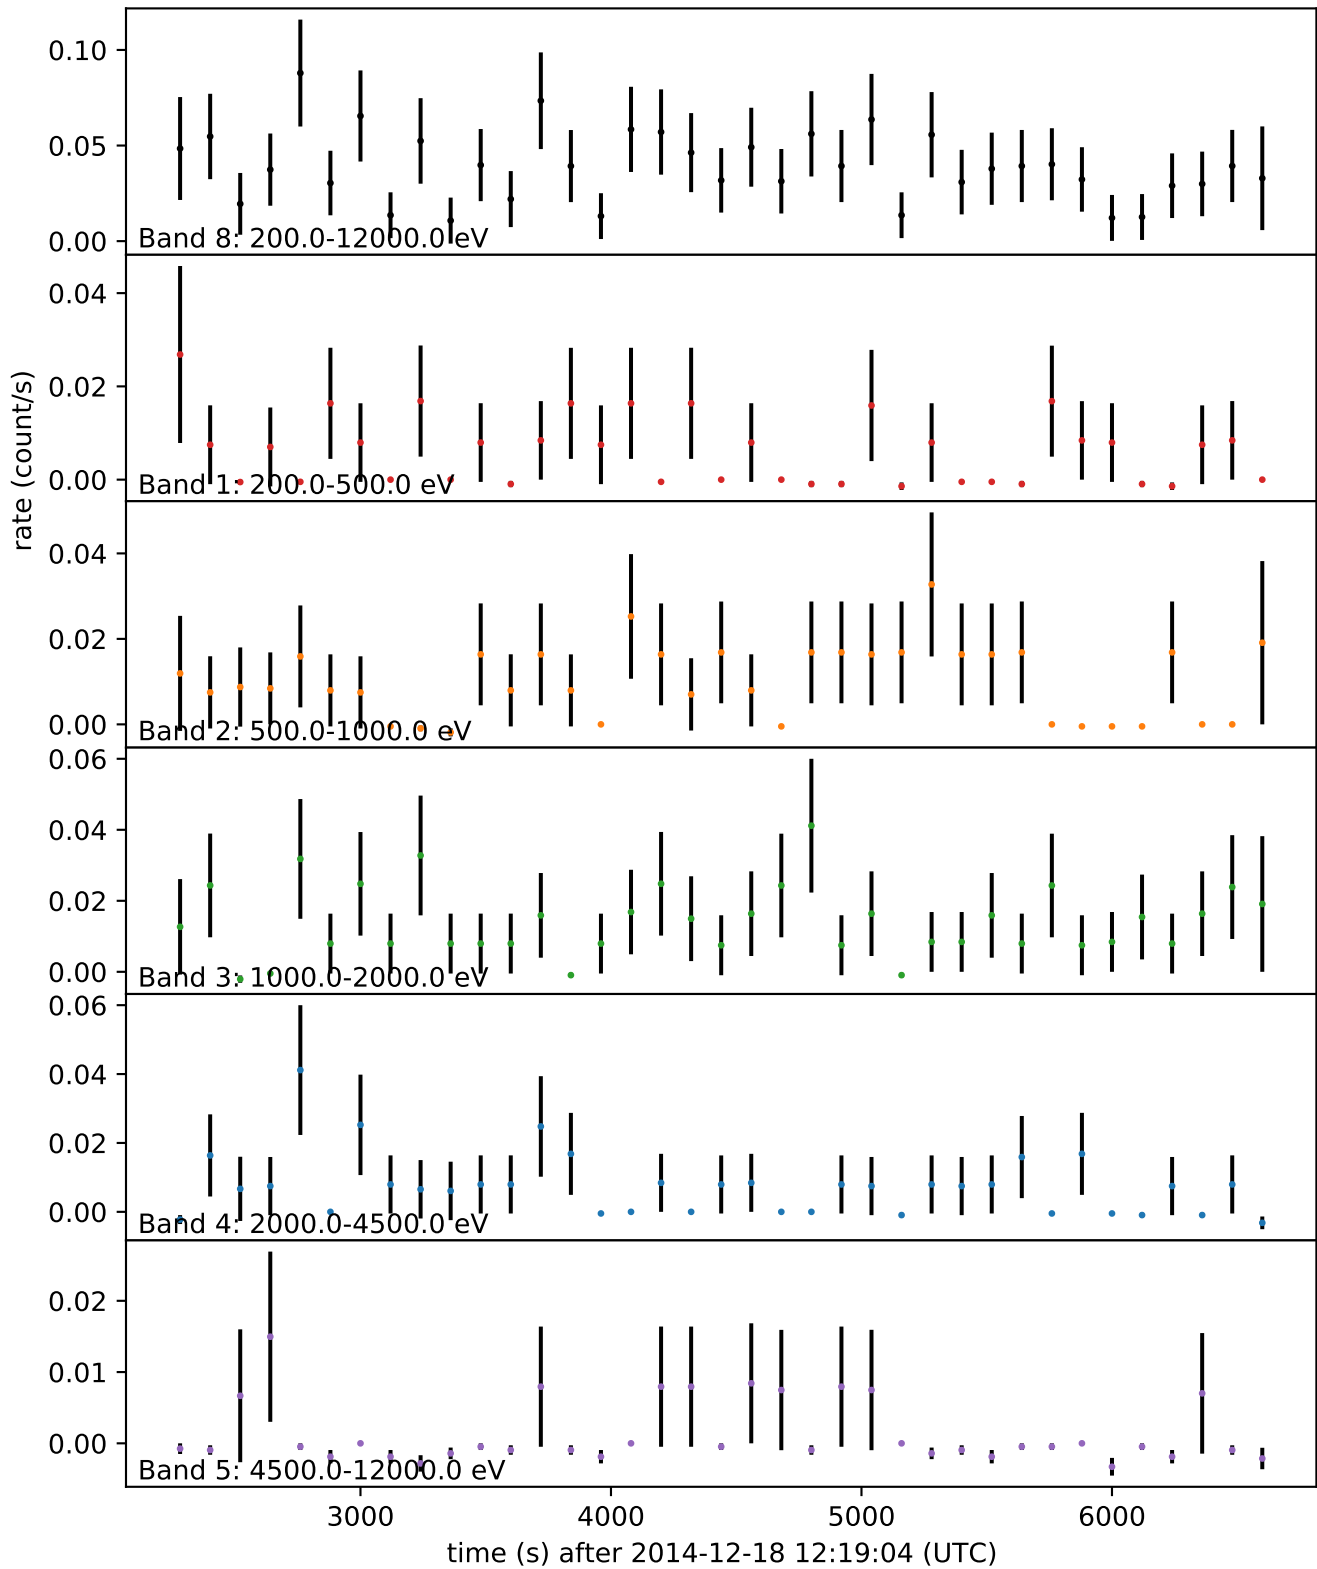 0.10
0.05
0.00
Band 8: 200.0-12000.0 eV
0.04
0.02
0.00
Band 1: 200.0-500.0 eV
rate (count/s)
0.04
0.02
0.00
Band 2: 500.0-1000.0 eV
0.06
0.04
0.02
0.00
Band 3: 1000.0-2000.0 eV
0.06
0.04
0.02
0.00
Band 4: 2000.0-4500.0 eV
0.02
0.01
0.00
Band 5: 4500.0-12000.0 eV
3000 4000 5000 6000
time (s) after 2014-12-18 12:19:04 (UTC)